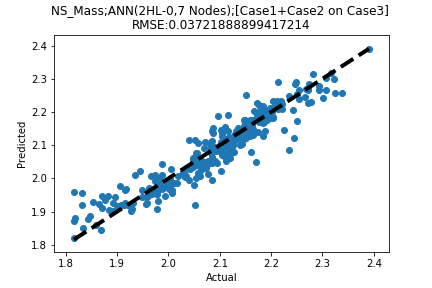 NS_Mass;ANN(2HL-0,7 Nodes);[Case1+Case2 on Case3]
RMSE:0.03721888899417214
2.4
2.3
2.2
2.1
2.0
1.9
1.8
Predicted
1.8 1.9 2.0 2.1 2.2 2.3 2.4
Actual